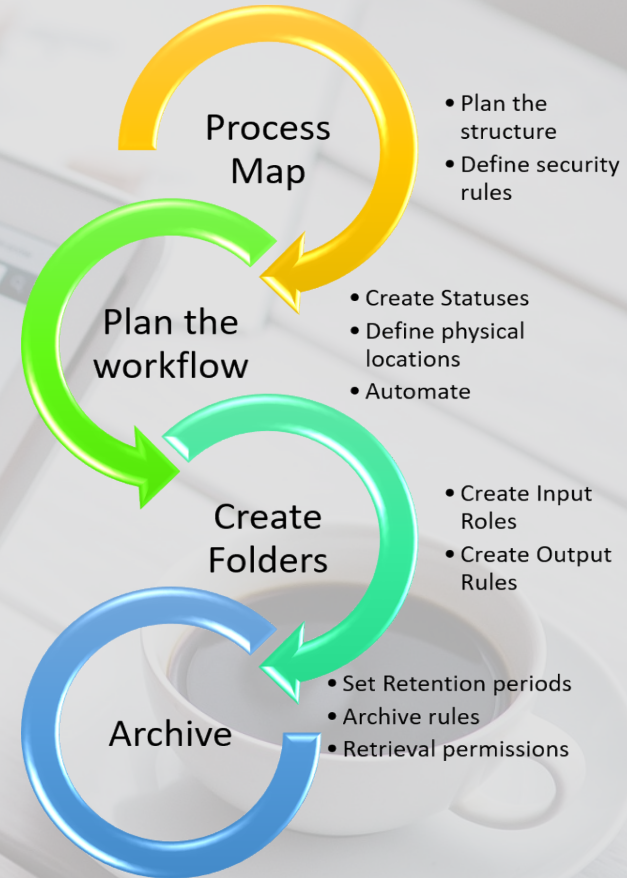 Process
Map
• Plan the
structure
• Define security
rules
Plan the
workflow
• Create Statuses
• Define physical
locations
• Automate
Create
Folders
• Create Input
Roles
• Create Output
Rules
Archive
• Set Retention periods
• Archive rules
• Retrieval permissions